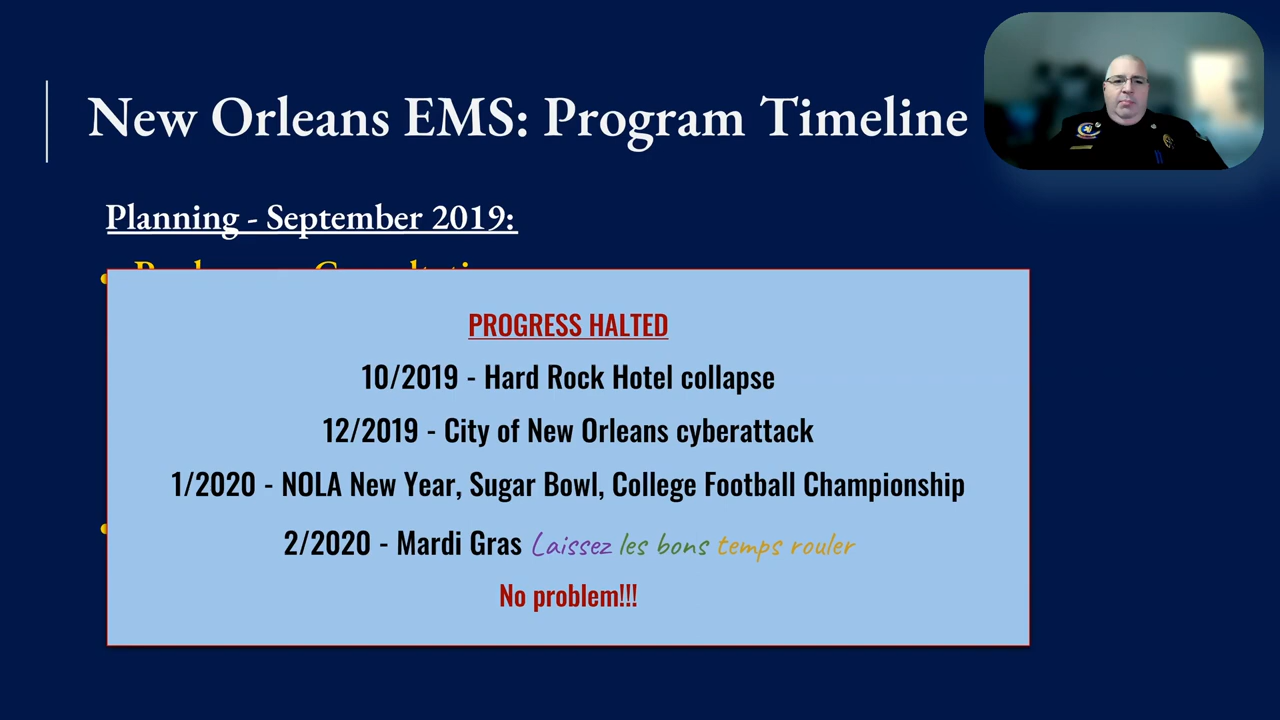 New Orleans EMS: Program Timeline
Planning - September 2019:
PROGRESS HALTED
10/2019 - Hard Rock Hotel collapse
12/2019 - City of New Orleans cyberattack
1/2020 - NOLA New Year, Sugar Bowl, College Football Championship
2/2020 - Mardi Gras Laissez les bons temps rouler
No problem!!!